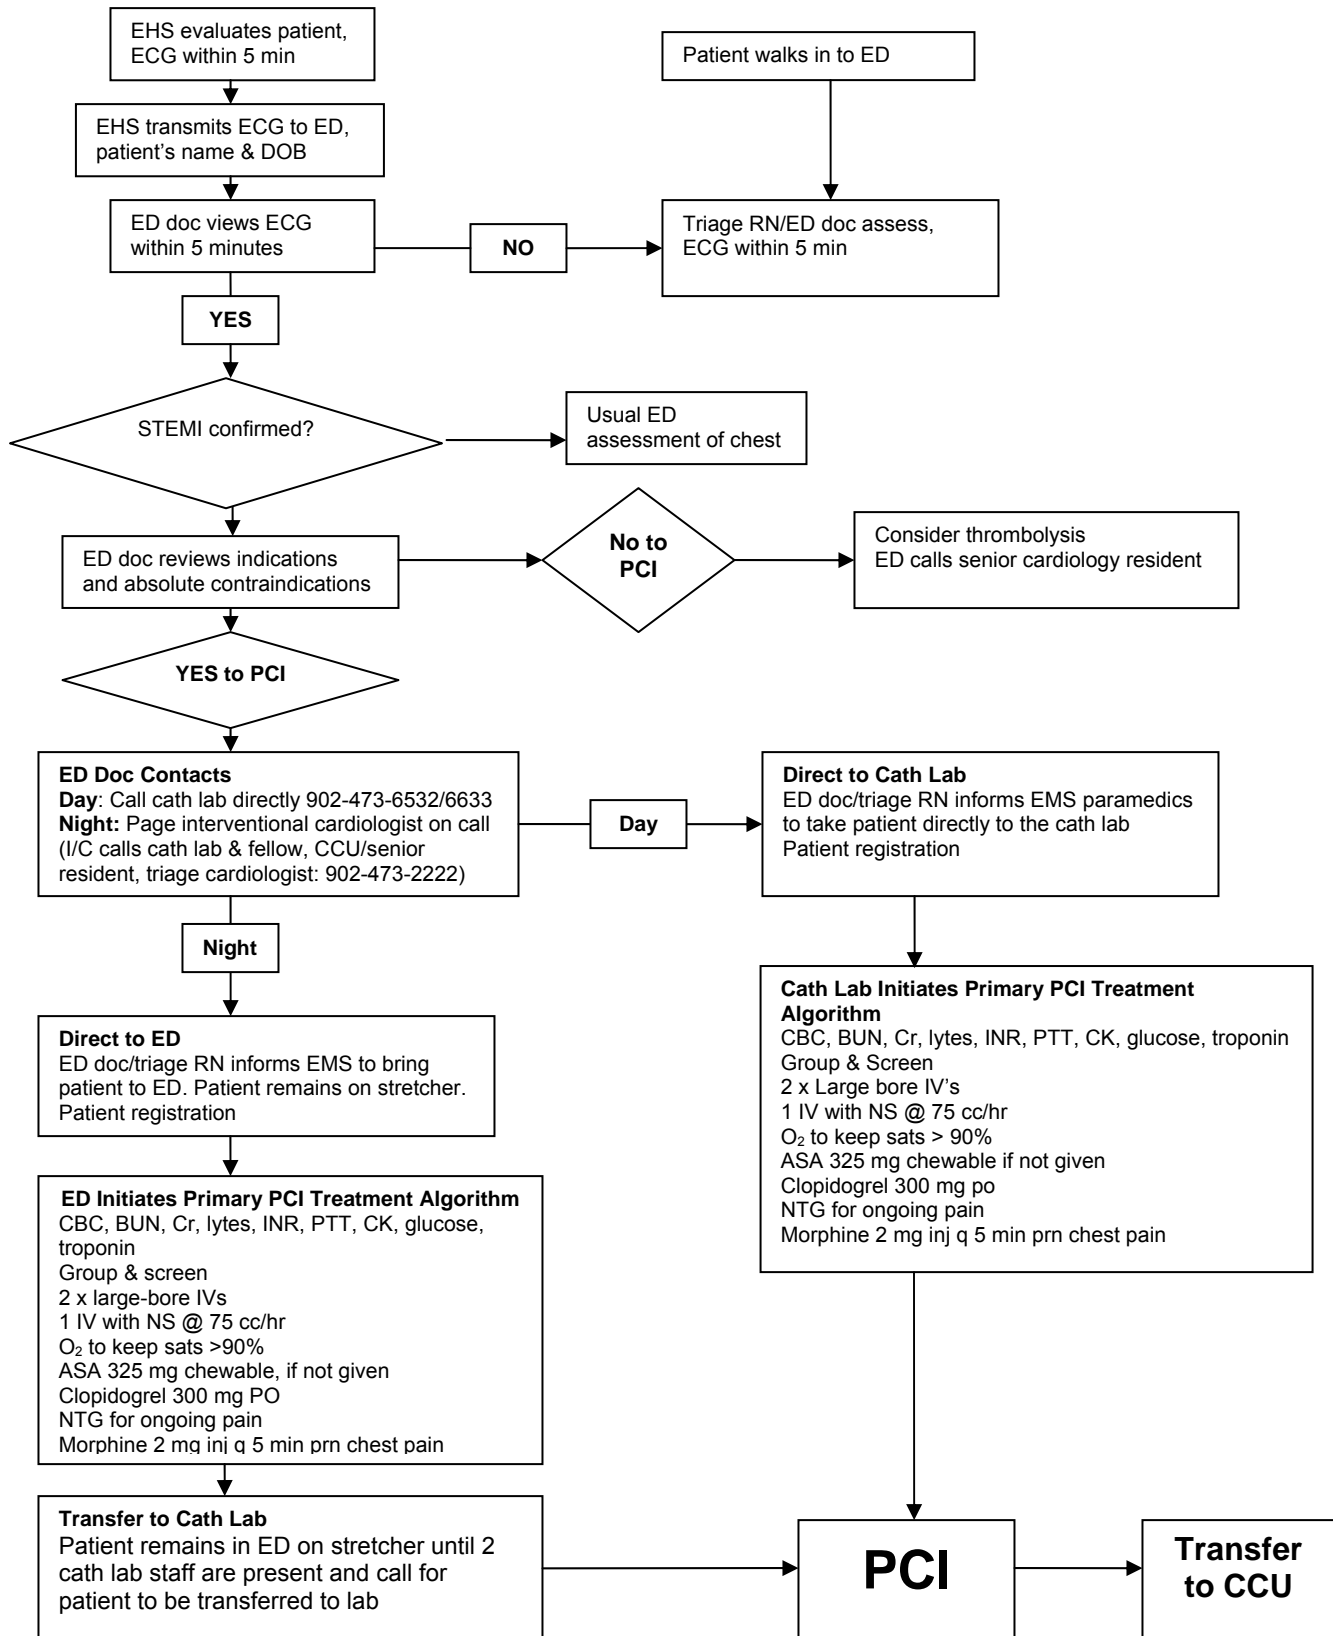 EHS evaluates patient,
ECG within 5 min
Patient walks in to ED
EHS transmits ECG to ED,
patient's name & DOB
ED doc views ECG
within 5 minutes
NO
Triage RN/ED doc assess,
ECG within 5 min
YES
STEMI confirmed?
Usual ED
assessment of chest
ED doc reviews indications
and absolute contraindications
No to
PCI
Consider thrombolysis
ED calls senior cardiology resident
YES to PCI
ED Doc Contacts
Day: Call cath lab directly 902-473-6532/6633
Night: Page interventional cardiologist on call
(I/C calls cath lab & fellow, CCU/senior
resident, triage cardiologist: 902-473-2222)
Day
Direct to Cath Lab
ED doc/triage RN informs EMS paramedics
to take patient directly to the cath lab
Patient registration
Night
Direct to ED
ED doc/triage RN informs EMS to bring
patient to ED. Patient remains on stretcher.
Patient registration
Cath Lab Initiates Primary PCI Treatment
Algorithm
CBC, BUN, Cr, lytes, INR, PTT, CK, glucose, troponin
Group & Screen
2 x Large bore IV's
1 IV with NS @ 75 cc/hr
O₂ to keep sats > 90%
ASA 325 mg chewable if not given
Clopidogrel 300 mg po
NTG for ongoing pain
Morphine 2 mg inj q 5 min prn chest pain
ED Initiates Primary PCI Treatment Algorithm
CBC, BUN, Cr, lytes, INR, PTT, CK, glucose,
troponin
Group & screen
2 x large-bore IVs
1 IV with NS @ 75 cc/hr
O₂ to keep sats >90%
ASA 325 mg chewable, if not given
Clopidogrel 300 mg PO
NTG for ongoing pain
Morphine 2 mg inj q 5 min prn chest pain
Transfer to Cath Lab
Patient remains in ED on stretcher until 2
cath lab staff are present and call for
patient to be transferred to lab
PCI
Transfer
to CCU